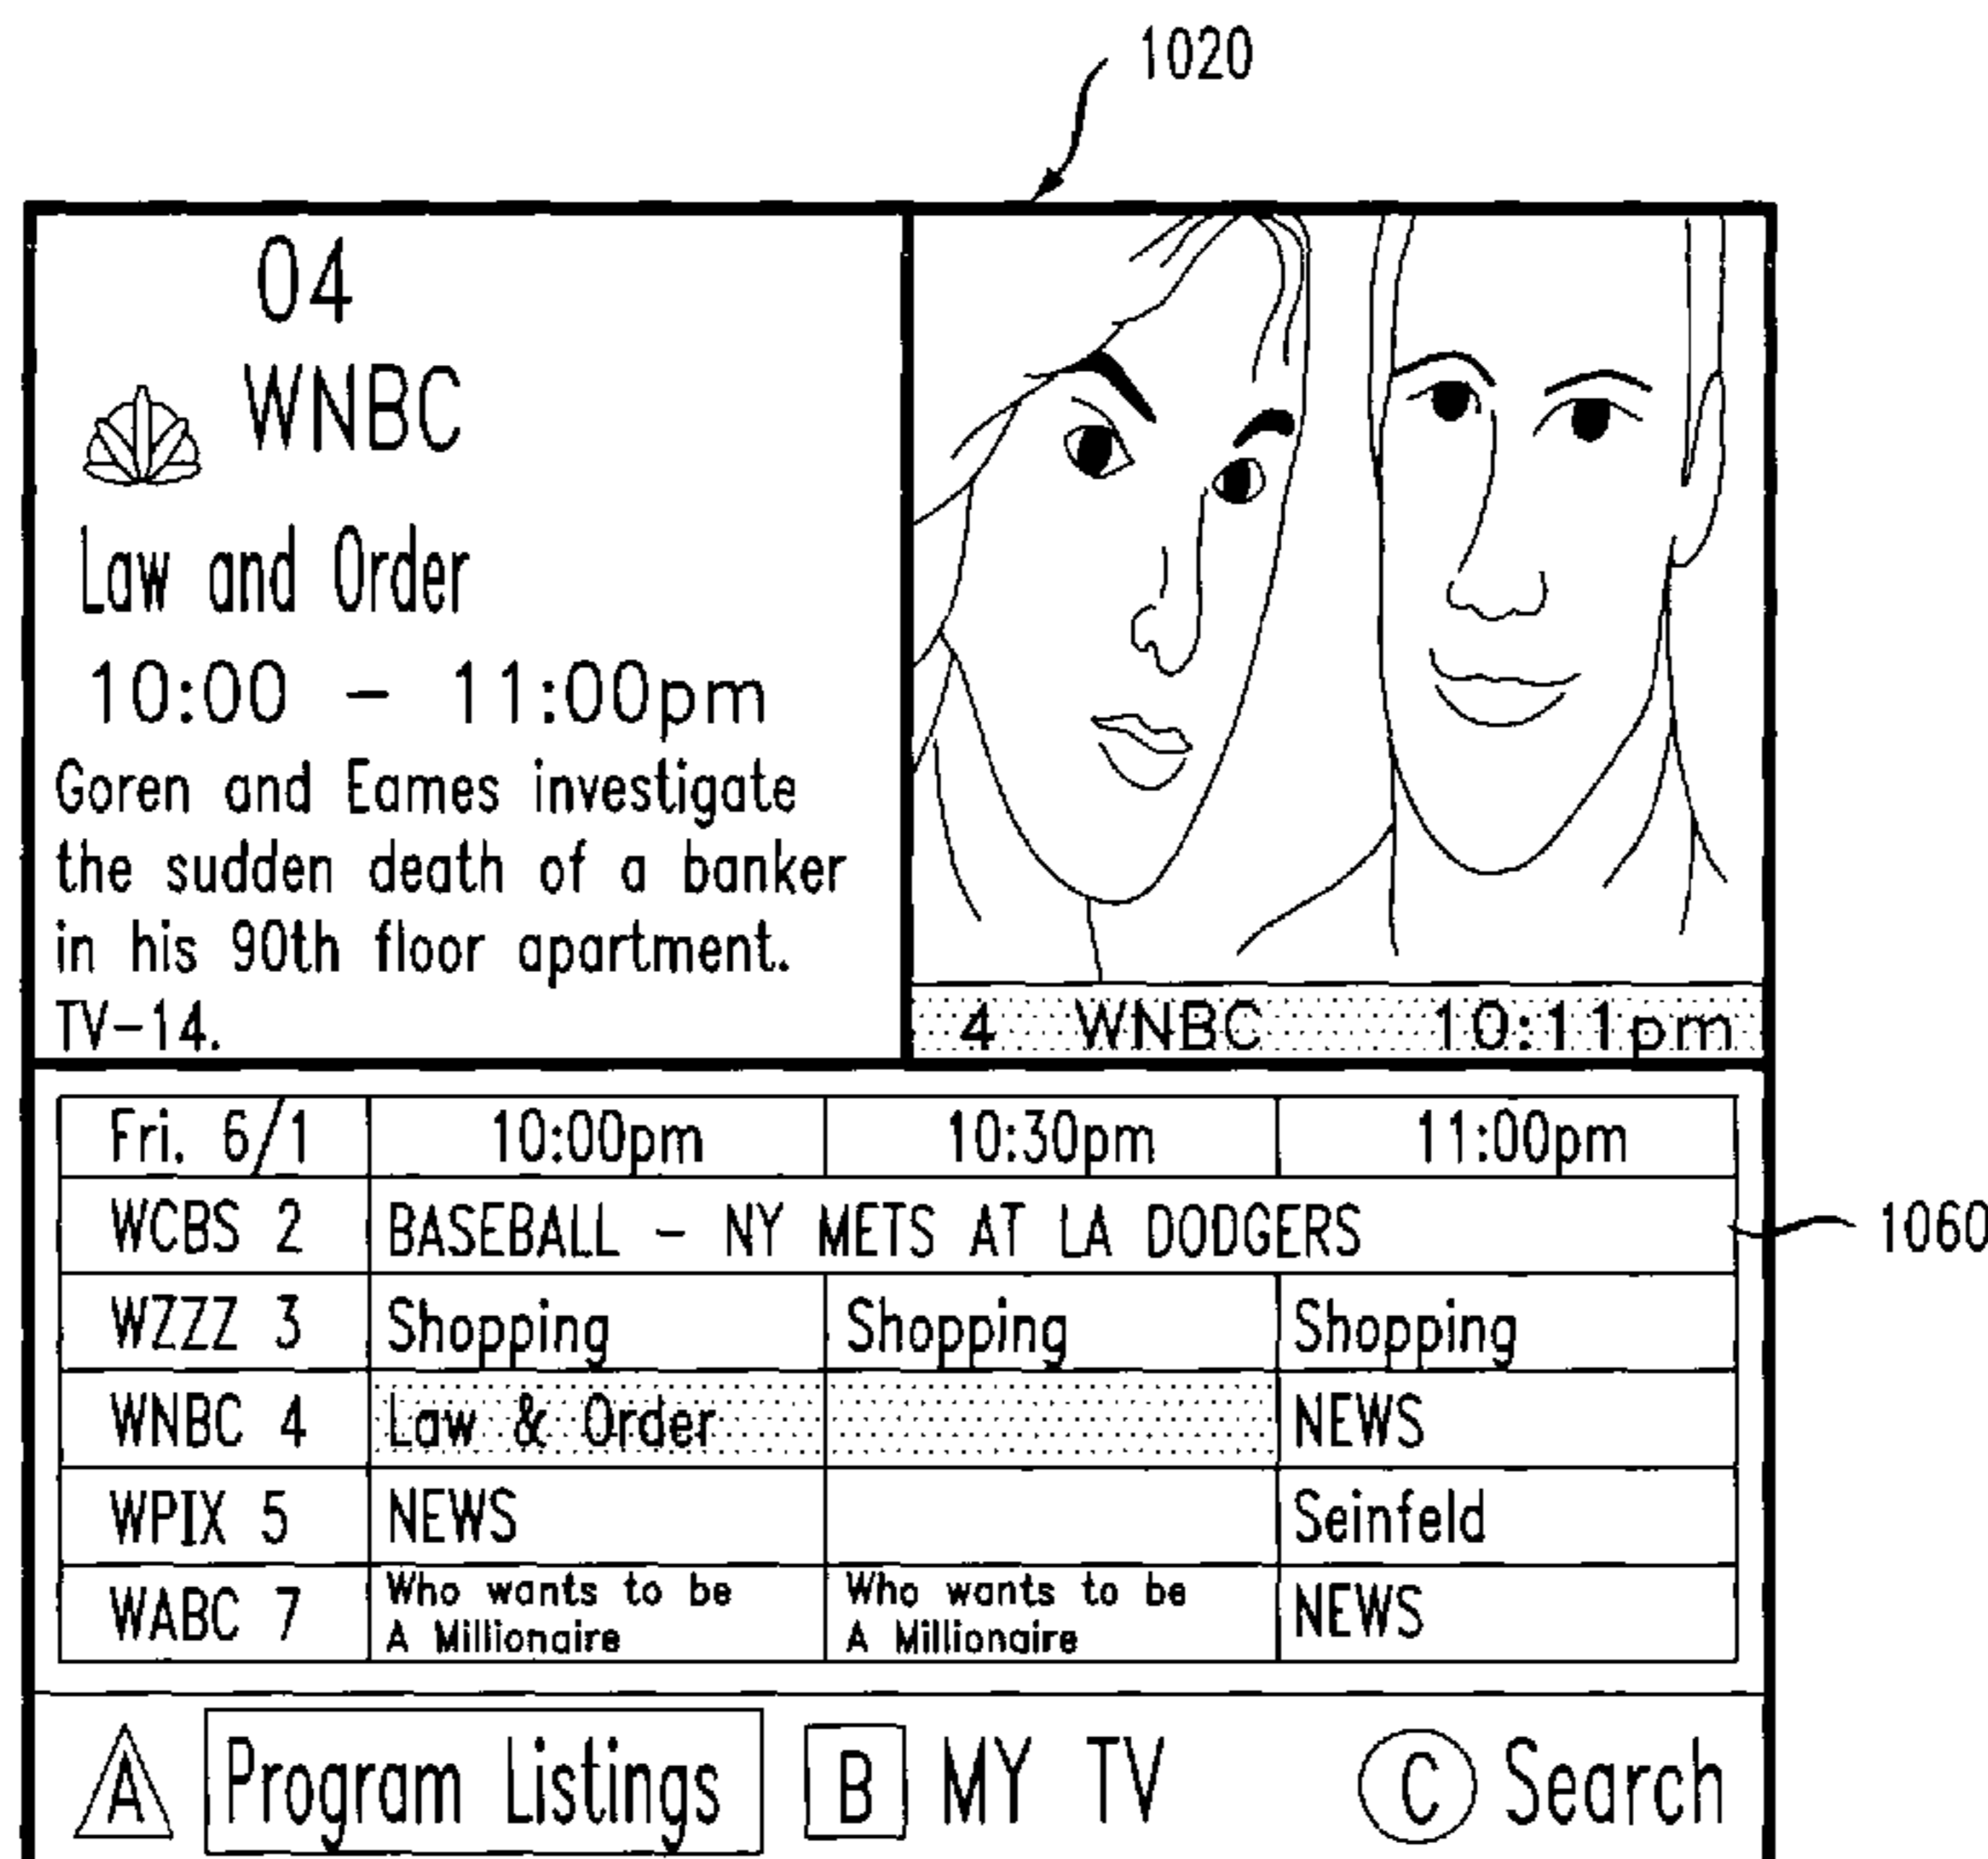 1020
04
WNBC
Law and Order
10:00 - 11:00pm
Goren and Eames investigate
the sudden death of a banker
in his 90th floor apartment.
TV-14.
4 WNBC 10:11pm
Fri. 6/1 10:00pm 10:30pm 11:00pm
WCBS 2 BASEBALL - NY METS AT LA DODGERS
1060
WZZZ 3 Shopping Shopping Shopping
WNBC 4 Law & Order NEWS
WPIX 5 NEWS Seinfeld
WABC 7 Who wants to be A Millionaire Who wants to be A Millionaire NEWS
A Program Listings B MY TV C Search